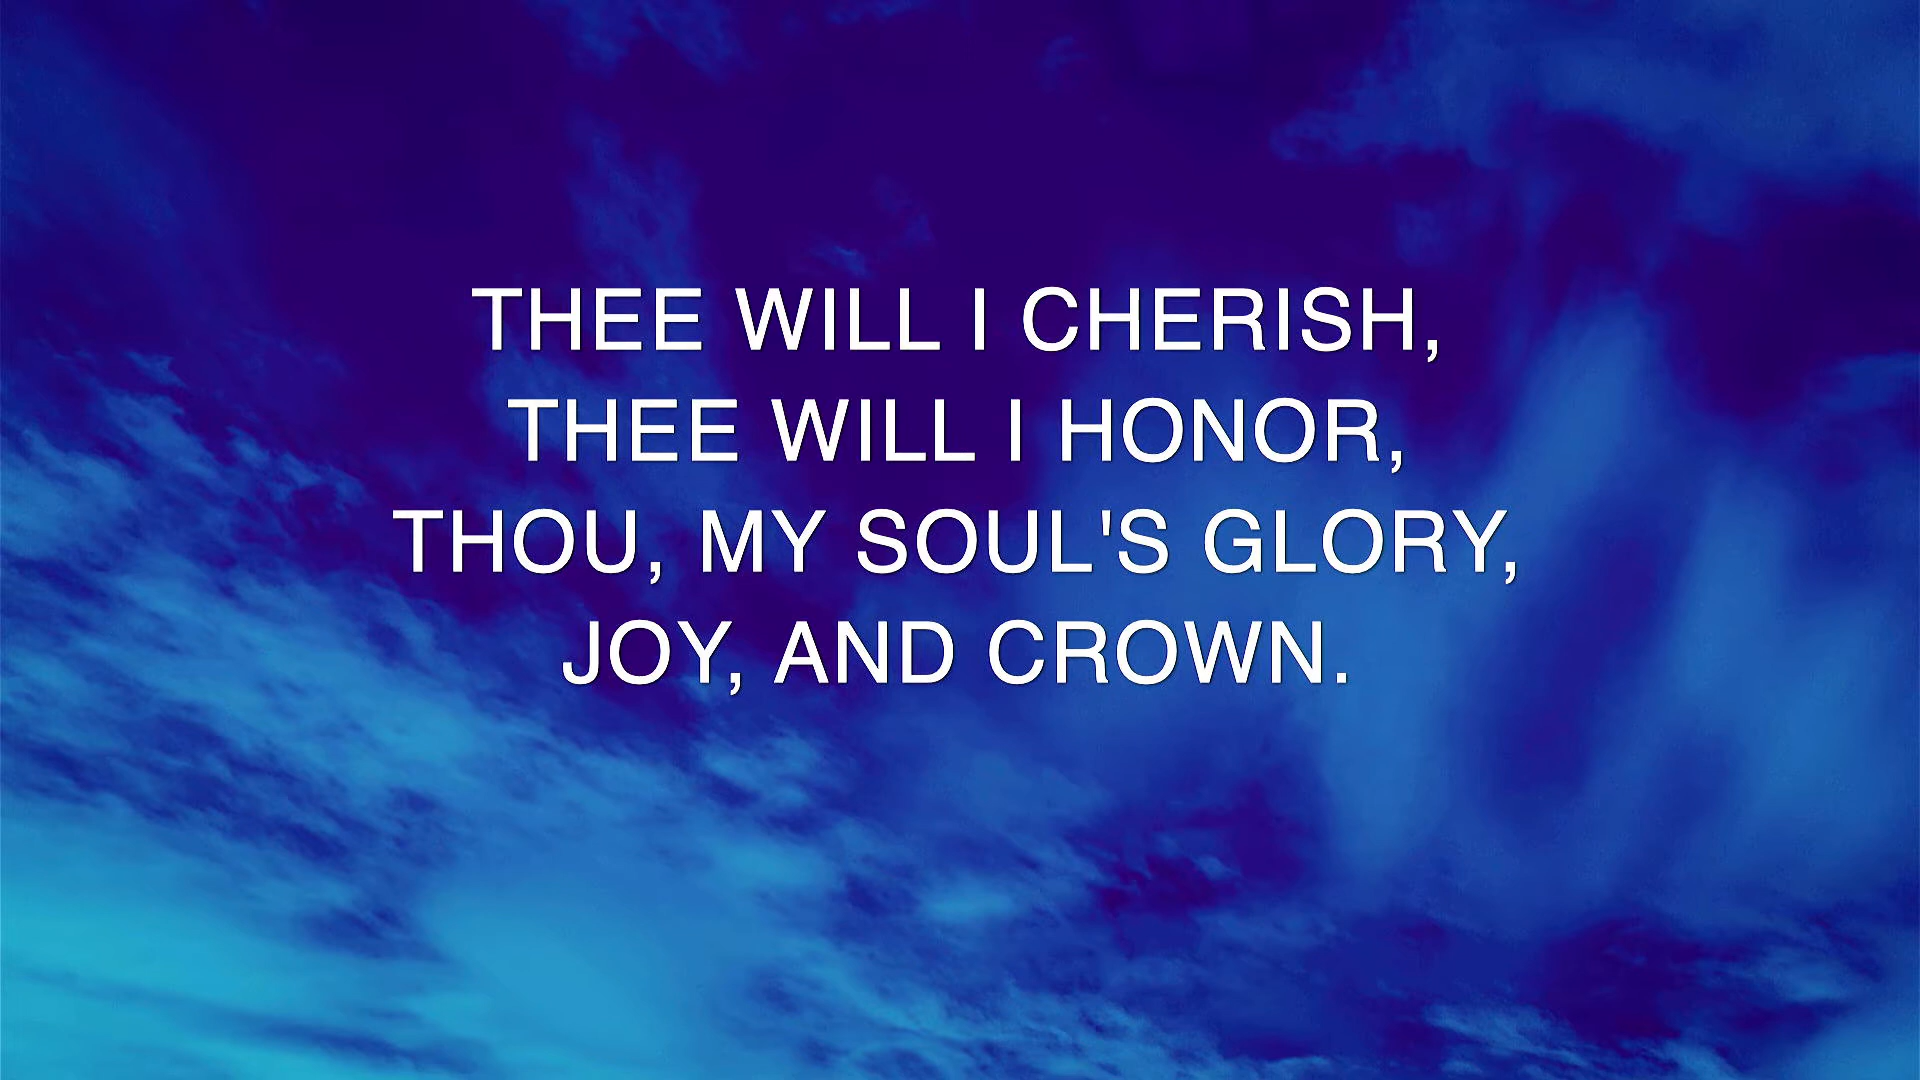 THEE WILL I CHERISH,
THEE WILL I HONOR,
THOU, MY SOUL'S GLORY,
JOY, AND CROWN.